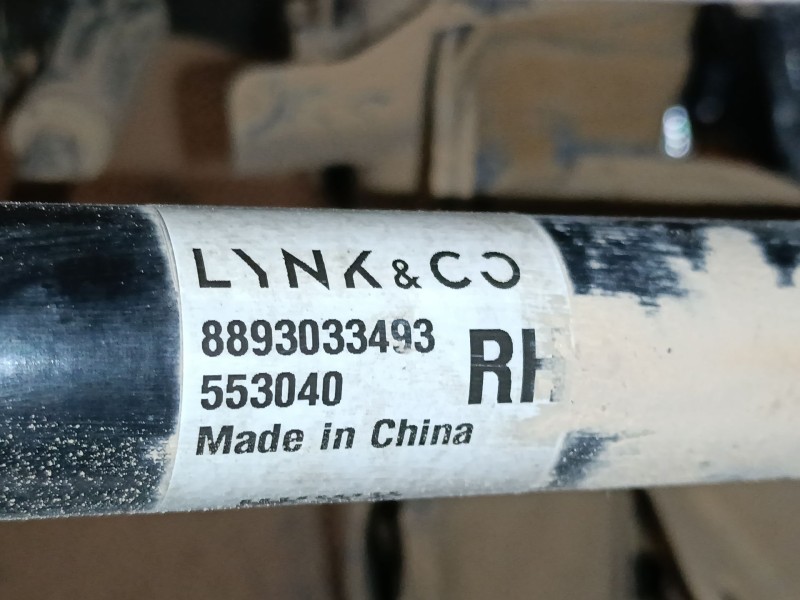 LYNK & CO
8893033493
553040
RH
Made in China